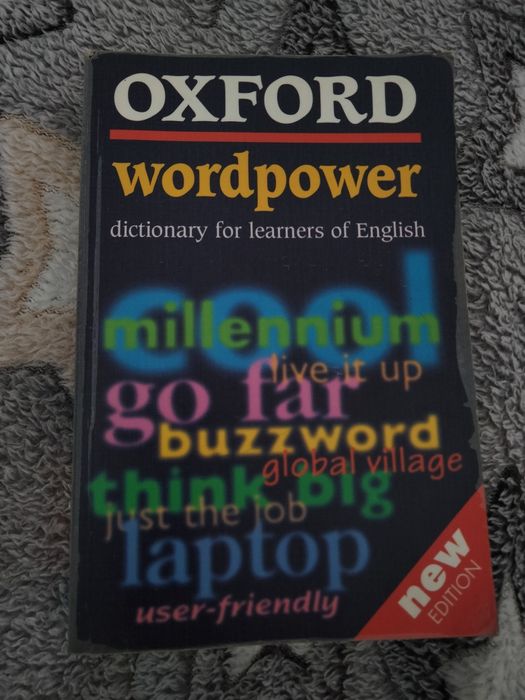 OXFORD
wordpower
dictionary for learners of English
cool
millennium
live it up
go far
buzzword
global village
think big
just the job
laptop
user-friendly
new
EDITION